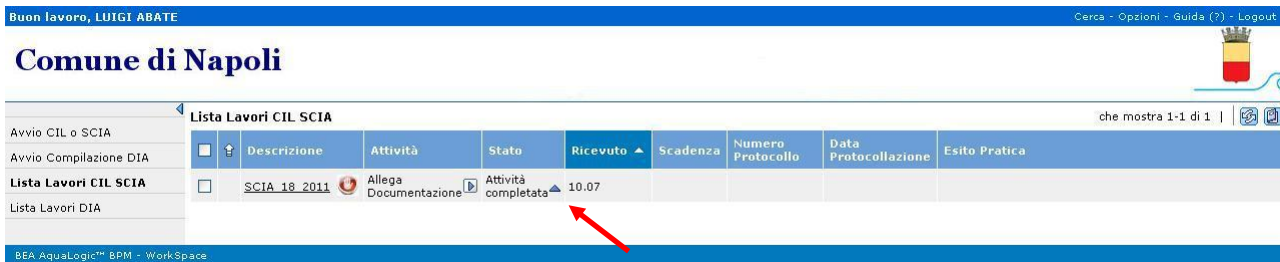 Buon lavoro, LUIGI ABATE
Cerca - Opzioni - Guida (?) - Logout
Comune di Napoli
Avvio CIL o SCIA
Avvio Compilazione DIA
Lista Lavori CIL SCIA
Lista Lavori DIA
Lista Lavori CIL SCIA
che mostra 1-1 di 1 |
Descrizione Attività Stato Ricevuto Scadenza Numero Protocollo Data Protocollazione Esito Pratica
SCIA 18 2011 Allega Documentazione Attività completata 10.07
BEA AquaLogic™ BPM - WorkSpace